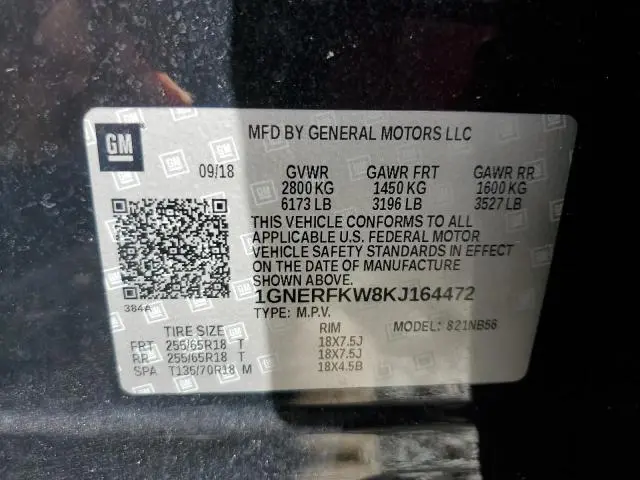 GM
MFD BY GENERAL MOTORS LLC
09/18 GVWR GAWR FRT GAWR RR
2800 KG 1450 KG 1600 KG
6173 LB 3196 LB 3527 LB
THIS VEHICLE CONFORMS TO ALL
APPLICABLE U.S. FEDERAL MOTOR
VEHICLE SAFETY STANDARDS IN EFFECT
ON THE DATE OF MANUFACTURE
SHOWN ABOVE.
384A 1GNERFKW8KJ164472
TYPE: M.P.V. MODEL: 821NB56
TIRE SIZE RIM
FRT 255/65R18 T 18X7.5J
RR 255/65R18 T 18X7.5J
SPA T135/70R18 M 18X4.5B